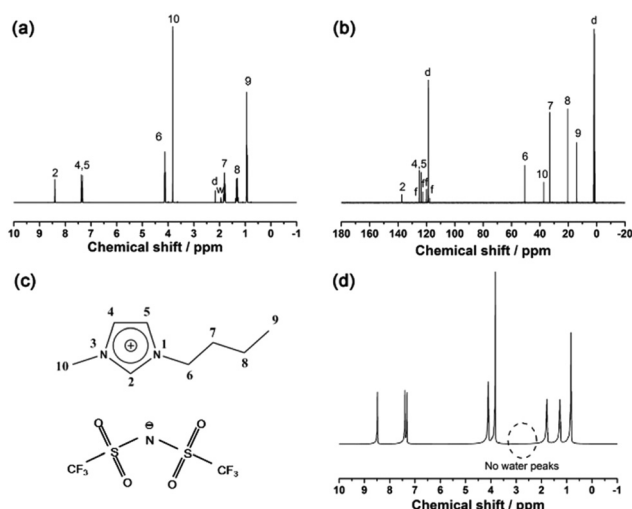 (a)
10
9
6
4,5
2
7
8
d
w
10 9 8 7 6 5 4 3 2 1 0 -1
Chemical shift / ppm
(b)
d
d
7
8
4,5
6
9
10
2
f
f
f
f
180 160 140 120 100 80 60 40 20 0 -20
Chemical shift / ppm
(c)
4 5
9
7
3 N N 1
⊕
10 8
2 6
⊖
O N O
S S
CF3 O O CF3
(d)
No water peaks
10 9 8 7 6 5 4 3 2 1 0
Chemical shift / ppm